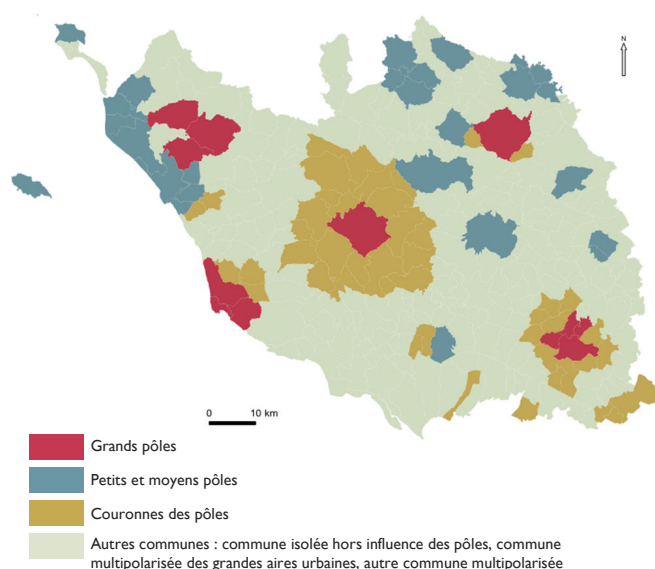 N
0 10 km
Grands pôles
Petits et moyens pôles
Couronnes des pôles
Autres communes : commune isolée hors influence des pôles, commune
multipolarisée des grandes aires urbaines, autre commune multipolarisée